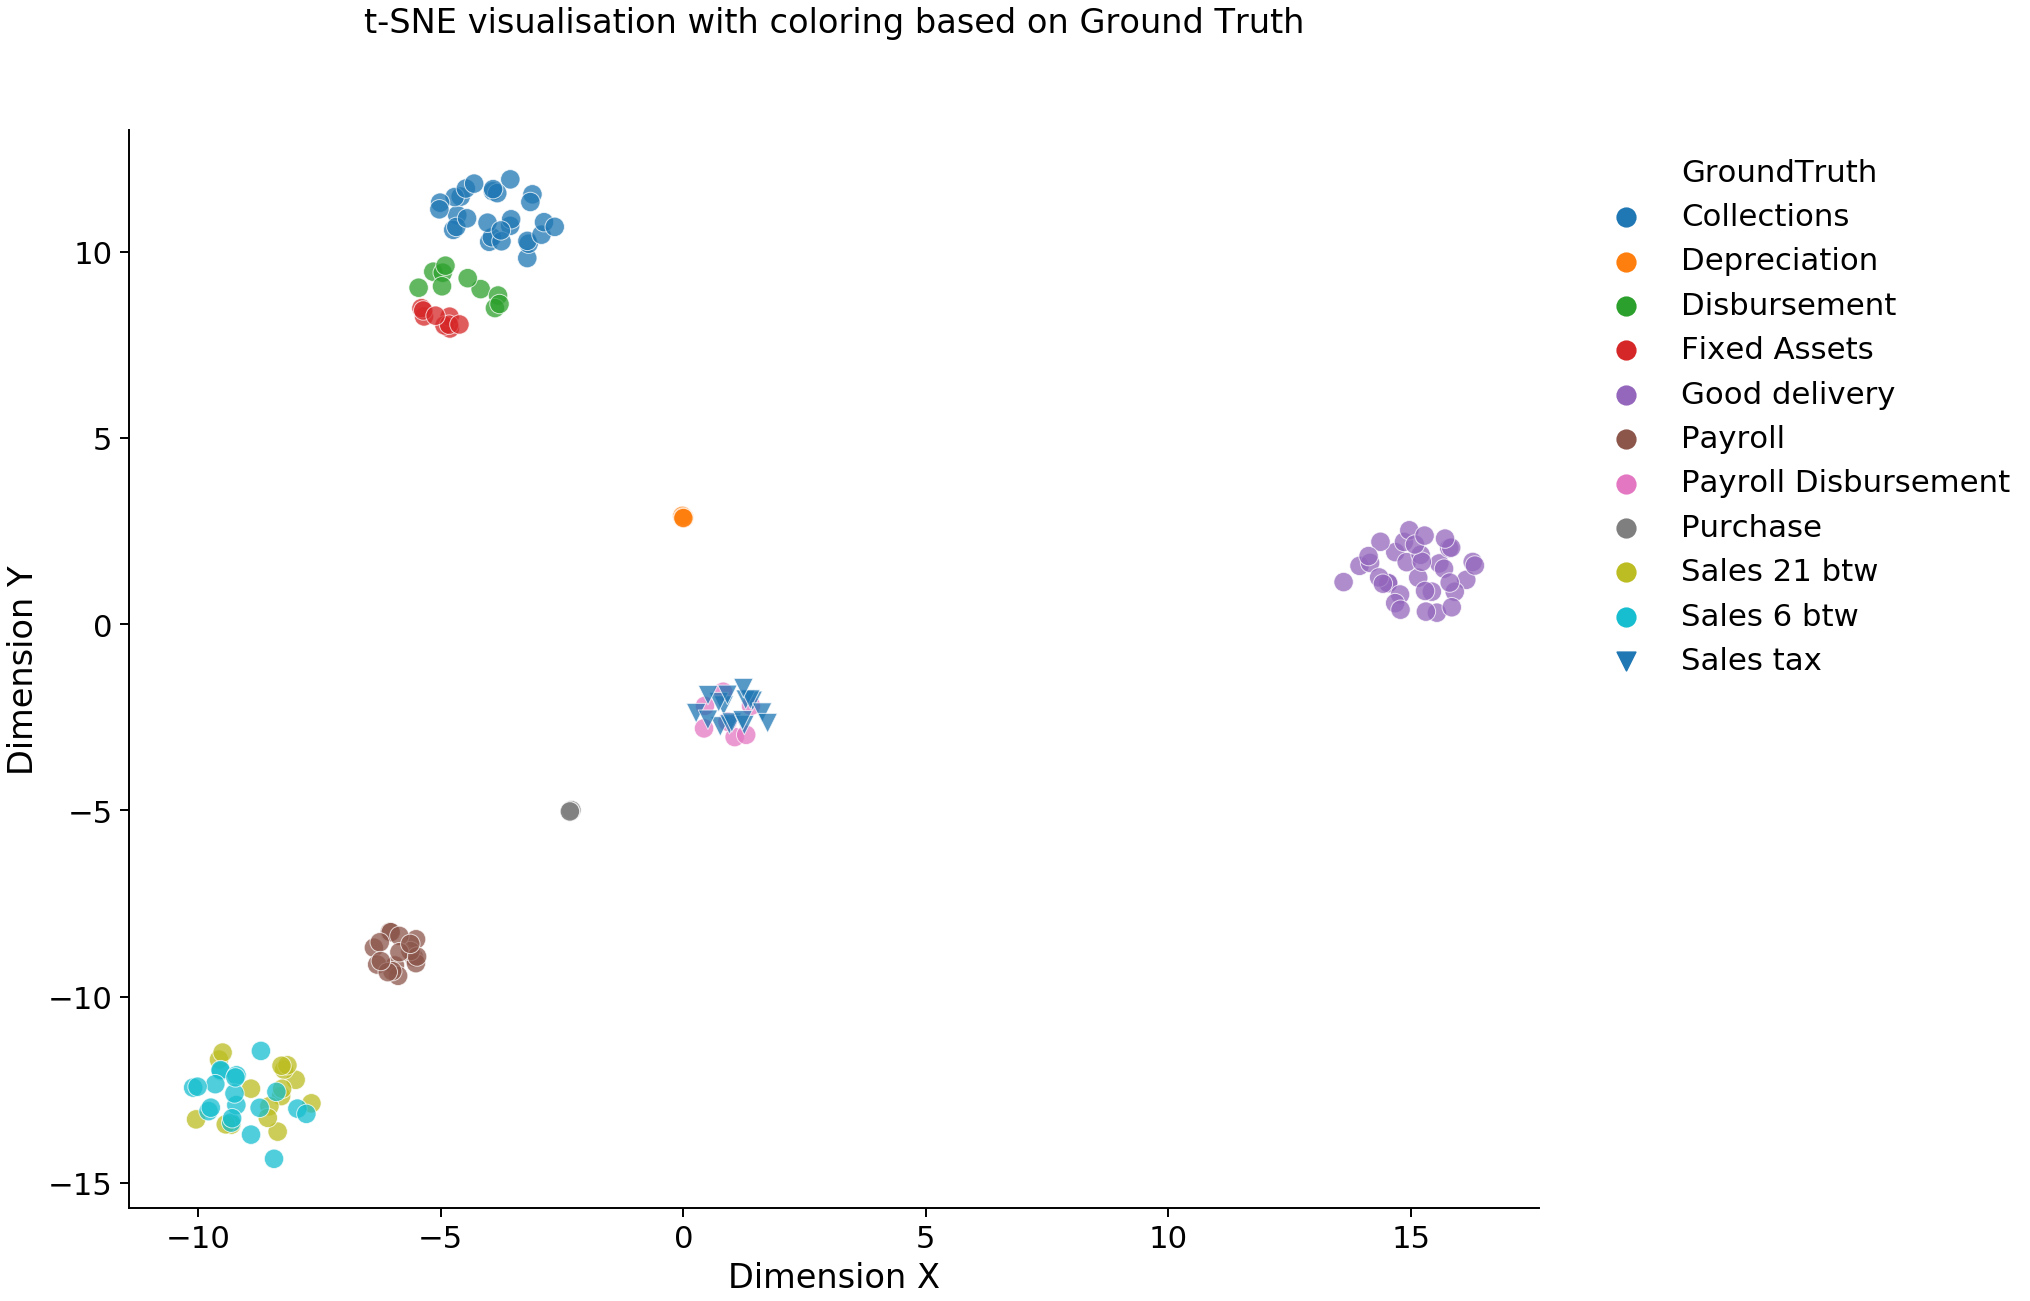 t-SNE visualisation with coloring based on Ground Truth
GroundTruth
Collections
Depreciation
Disbursement
Fixed Assets
Good delivery
Payroll
Payroll Disbursement
Purchase
Sales 21 btw
Sales 6 btw
Sales tax
Dimension Y
10
5
0
−5
−10
−15
−10 −5 0 5 10 15
Dimension X